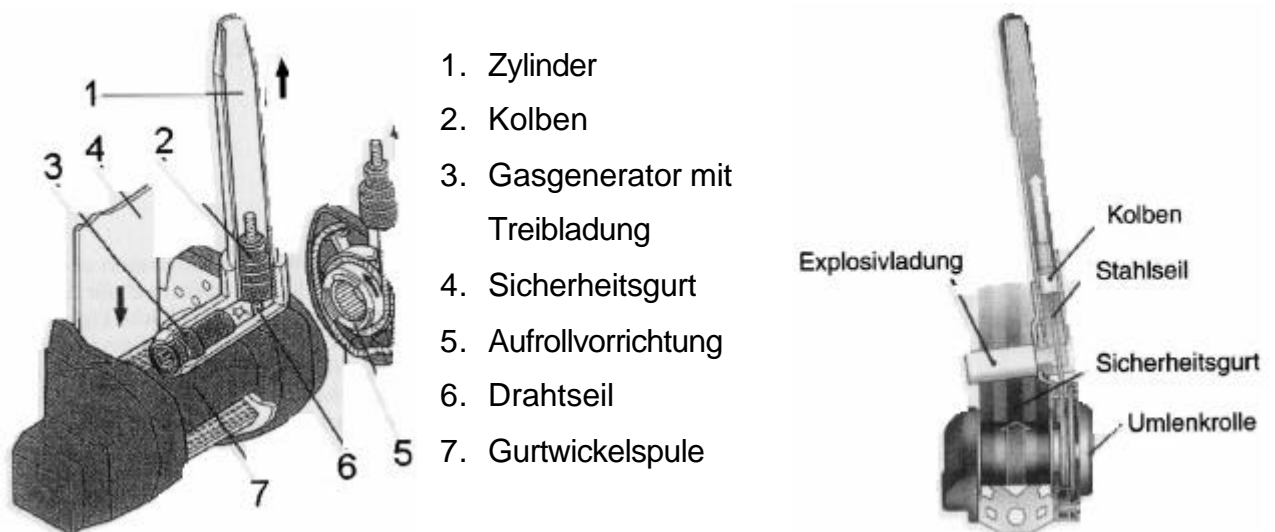 1
2
4
3
7
6
5
1. Zylinder
2. Kolben
3. Gasgenerator mit
Treibladung
4. Sicherheitsgurt
5. Aufrollvorrichtung
6. Drahtseil
7. Gurtwickelspule
Kolben
Explosivladung
Stahlseil
Sicherheitsgurt
Umlenkrolle